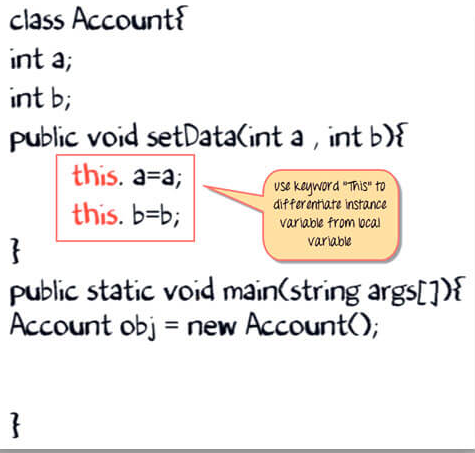 class Account{
int a;
int b;
public void setData(int a , int b){
this. a=a;
this. b=b;
use keyword "This" to
differentiate instance
variable from local
variable
}
public static void main(string args[]){
Account obj = new Account();
}